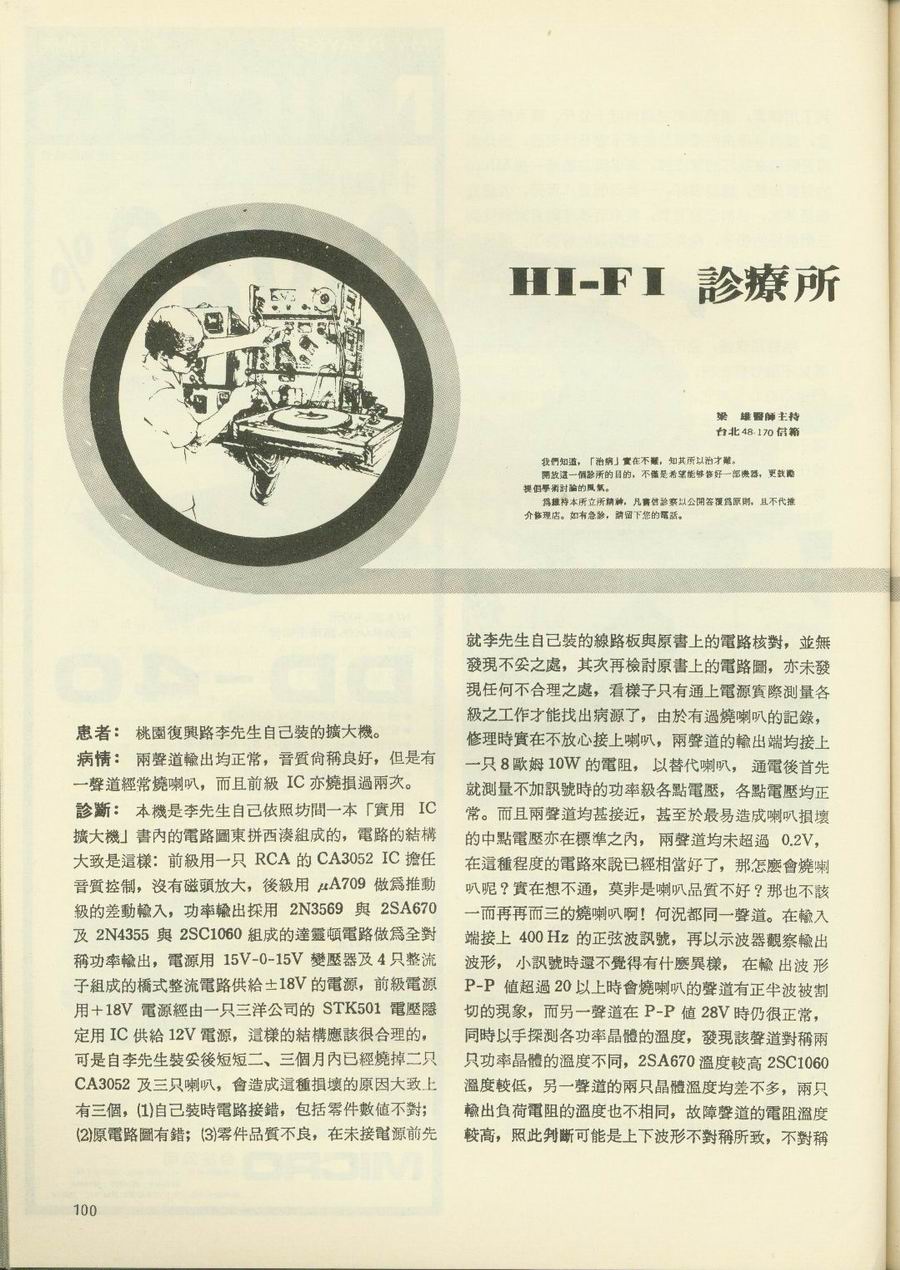 HI-FI 診療所
梁 雄醫師主持
台北48-170信箱
我們知道，「治病」實在不難，知其所以治才難。
開放這一個診所的目的，不僅是希望能够修好一部機器，更鼓勵
提倡學術討論的風氣。
爲維持本所立所精神，凡書信診察以公開答覆爲原則，且不代推
介修理店。如有急診，請留下您的電話。
患者： 桃園復興路李先生自己裝的擴大機。
病情： 兩聲道輸出均正常，音質尙稱良好，但是有
一聲道經常燒喇叭，而且前級 IC 亦燒損過兩次。
診斷： 本機是李先生自己依照坊間一本「實用 IC
擴大機」書內的電路圖東拼西湊組成的，電路的結構
大致是這樣：前級用一只 RCA 的 CA3052 IC 擔任
音質控制，沒有磁頭放大，後級用 μA709 做爲推動
級的差動輸入，功率輸出採用 2N3569 與 2SA670
及 2N4355 與 2SC1060 組成的達靈頓電路做爲全對
稱功率輸出，電源用 15V-0-15V 變壓器及 4 只整流
子組成的橋式整流電路供給±18V 的電源，前級電源
用＋18V 電源經由一只三洋公司的 STK501 電壓隱
定用 IC 供給 12V 電源，這樣的結構應該很合理的，
可是自李先生裝妥後短短二、三個月內已經燒掉二只
CA3052 及三只喇叭，會造成這種損壞的原因大致上
有三個，(1)自己裝時電路接錯，包括零件數値不對；
(2)原電路圖有錯；(3)零件品質不良，在未接電源前先
就李先生自己裝的線路板與原書上的電路核對，並無
發現不妥之處，其次再檢討原書上的電路圖，亦未發
現任何不合理之處，看樣子只有通上電源實際測量各
級之工作才能找出病源了，由於有過燒喇叭的記錄，
修理時實在不放心接上喇叭，兩聲道的輸出端均接上
一只 8 歐姆 10W 的電阻，以替代喇叭， 通電後首先
就測量不加訊號時的功率級各點電壓，各點電壓均正
常。而且兩聲道均甚接近，甚至於最易造成喇叭損壞
的中點電壓亦在標準之內， 兩聲道均未超過 0.2V，
在這種程度的電路來說已經相當好了，那怎麼會燒喇
叭呢？實在想不通，莫非是喇叭品質不好？那也不該
一而再再而三的燒喇叭啊！何況都同一聲道。在輸入
端接上 400 Hz 的正弦波訊號，再以示波器觀察輸出
波形， 小訊號時還不覺得有什麼異樣， 在輸出波形
P-P 値超過 20 以上時會燒喇叭的聲道有正半波被割
切的現象，而另一聲道在 P-P 値 28V 時仍很正常，
同時以手探測各功率晶體的溫度，發現該聲道對稱兩
只功率晶體的溫度不同，2SA670 溫度較高 2SC1060
溫度較低，另一聲道的兩只晶體溫度均差不多，兩只
輸出負荷電阻的溫度也不相同，故障聲道的電阻溫度
較高，照此判斷可能是上下波形不對稱所致，不對稱
100